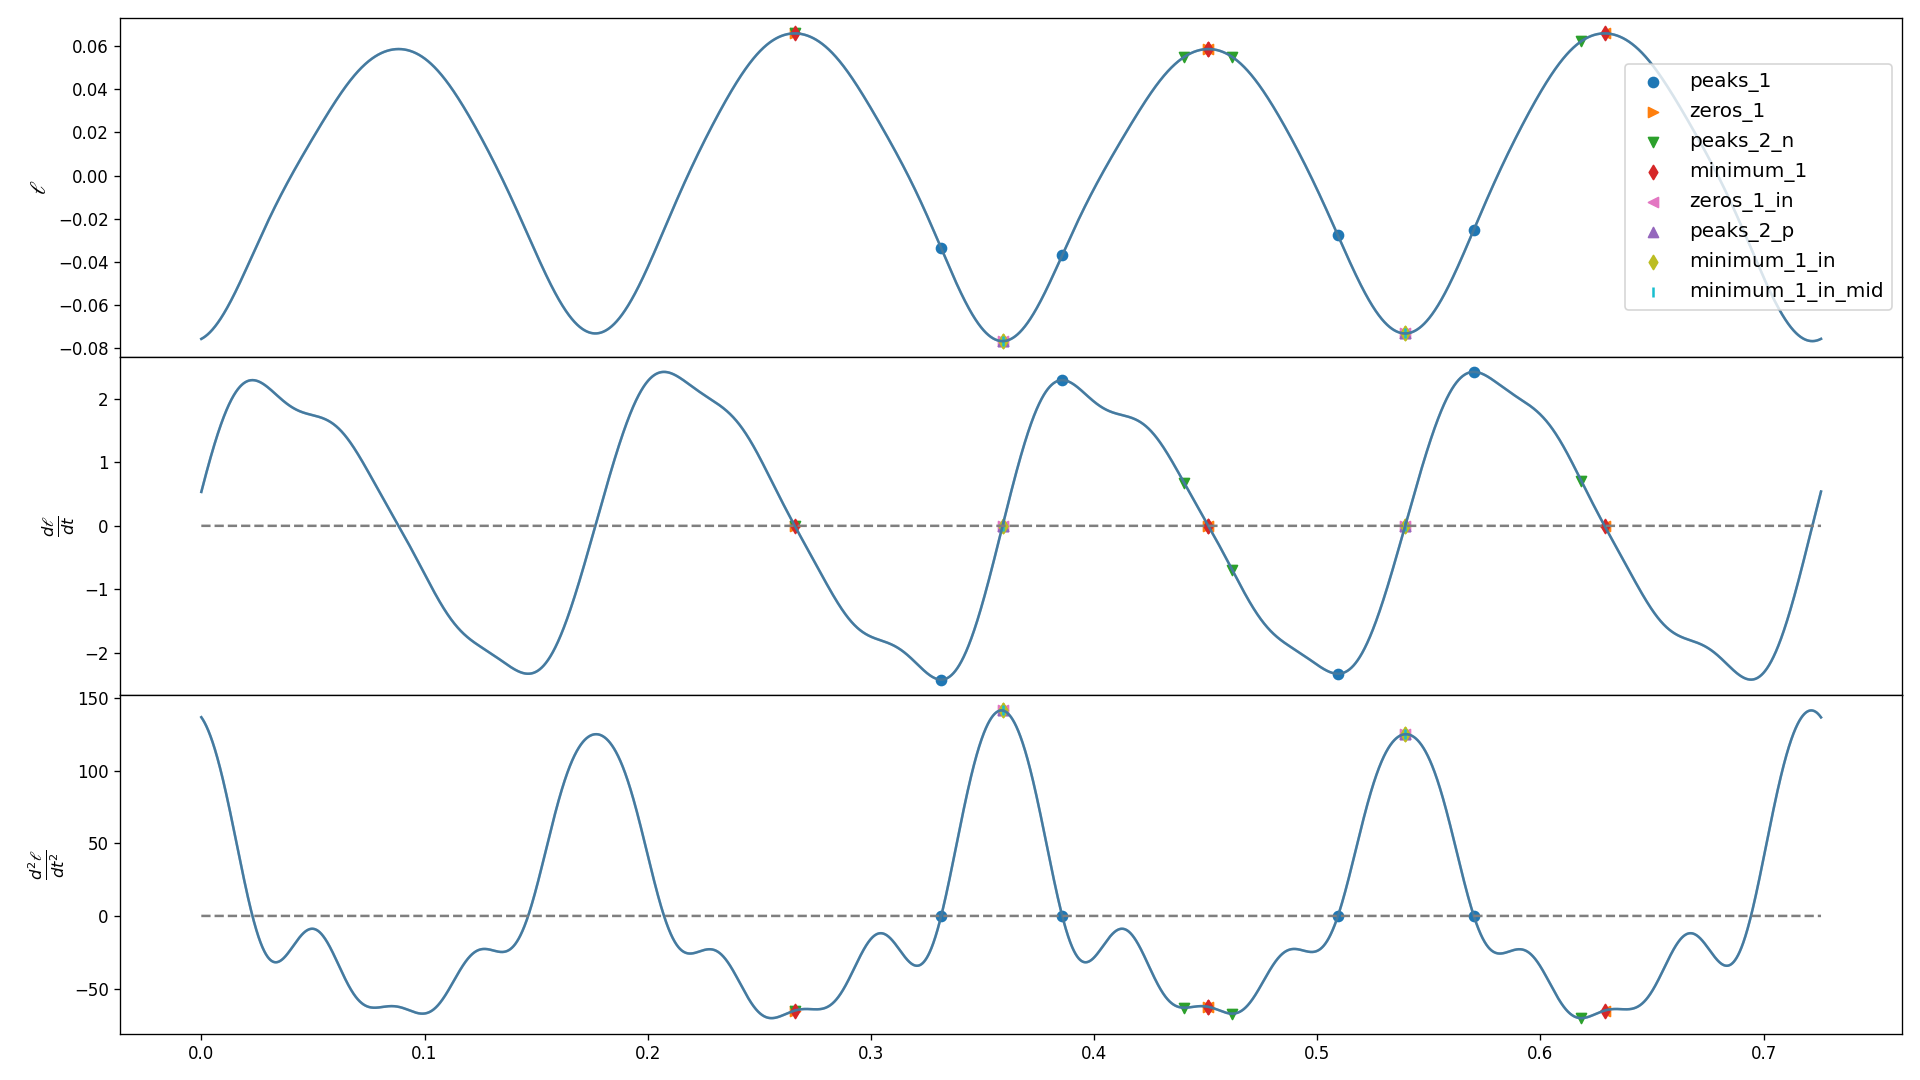 0.06
0.04
0.02
0.00
−0.02
−0.04
−0.06
−0.08
ℓ
peaks_1
zeros_1
peaks_2_n
minimum_1
zeros_1_in
peaks_2_p
minimum_1_in
minimum_1_in_mid
2
1
0
−1
−2
dℓ
dt
150
100
50
0
−50
d²ℓ
dt²
0.0 0.1 0.2 0.3 0.4 0.5 0.6 0.7